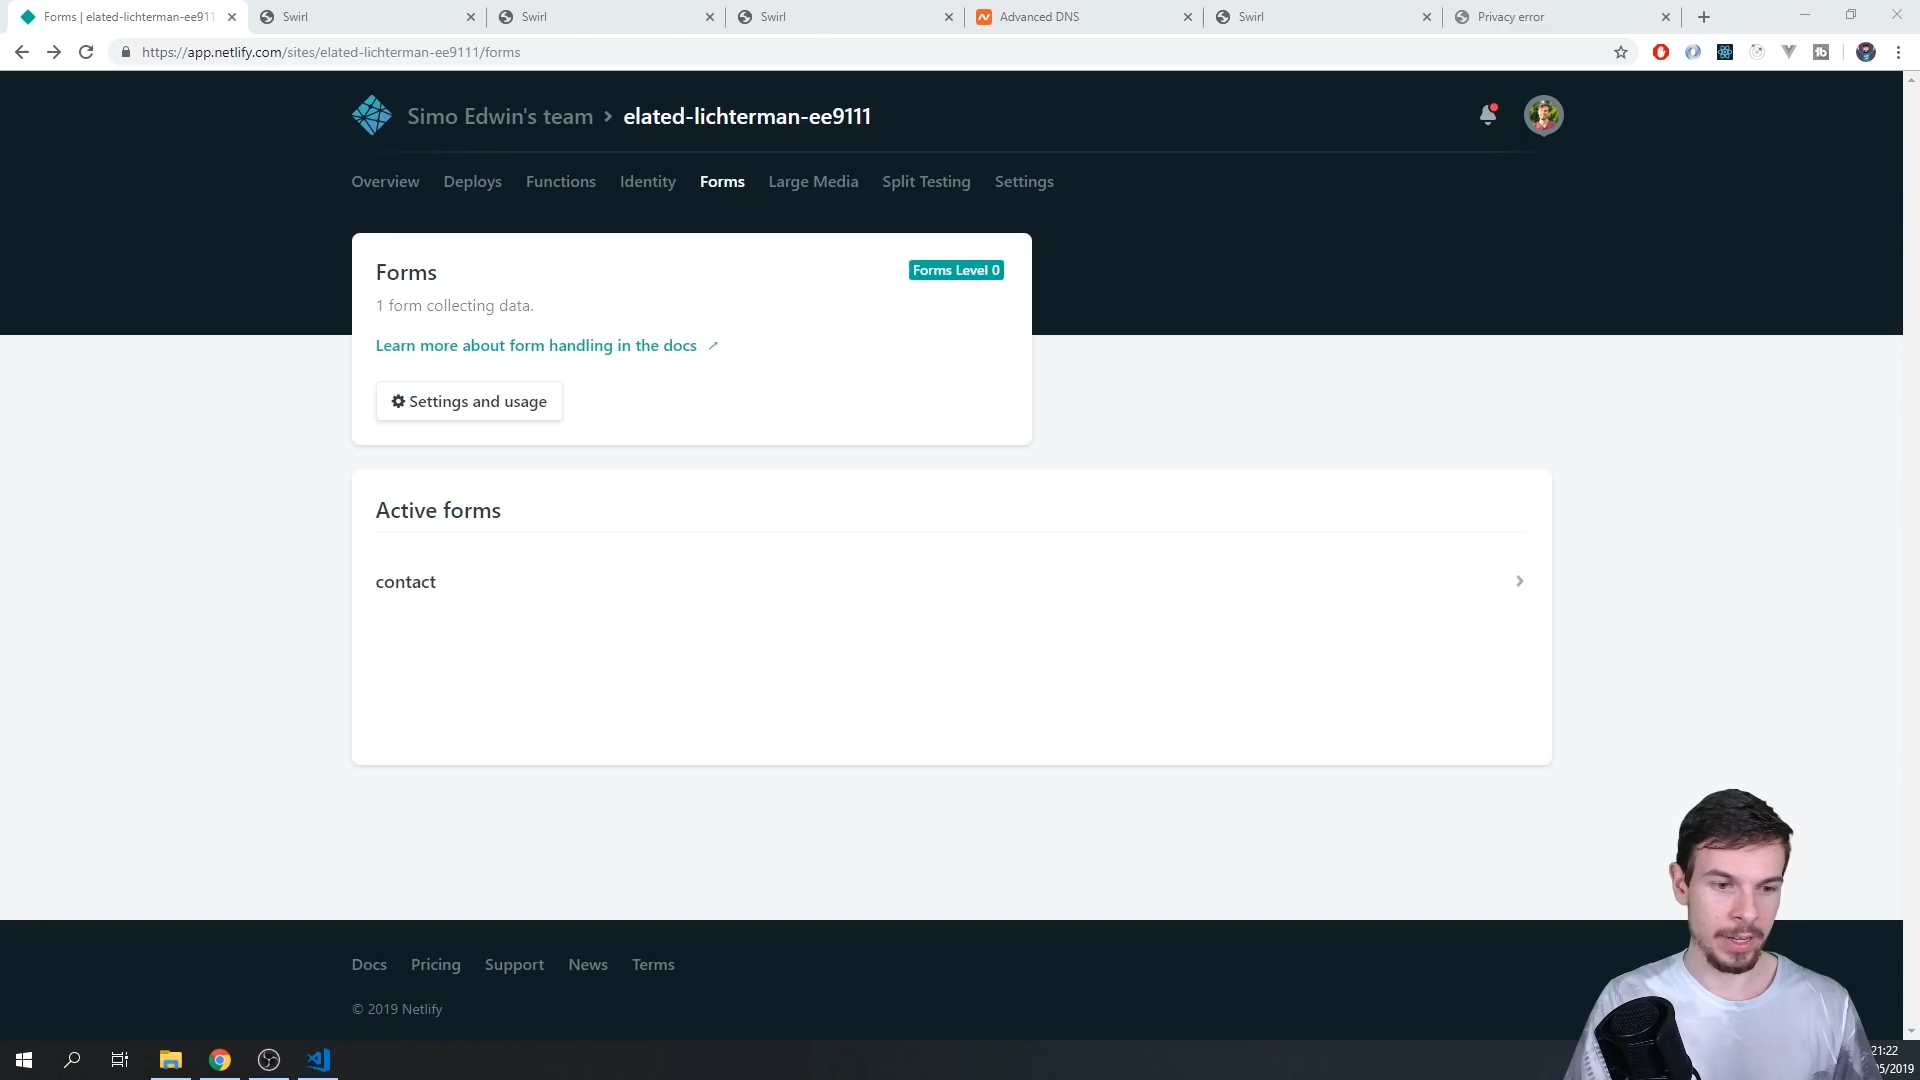 Forms | elated-lichterman-ee911
Swirl
Swirl
Swirl
Advanced DNS
Swirl
Privacy error
https://app.netlify.com/sites/elated-lichterman-ee9111/forms
Simo Edwin's team > elated-lichterman-ee9111
Overview Deploys Functions Identity Forms Large Media Split Testing Settings
Forms
Forms Level 0
1 form collecting data.
Learn more about form handling in the docs
Settings and usage
Active forms
contact
Docs Pricing Support News Terms
© 2019 Netlify
21:22
05/2019